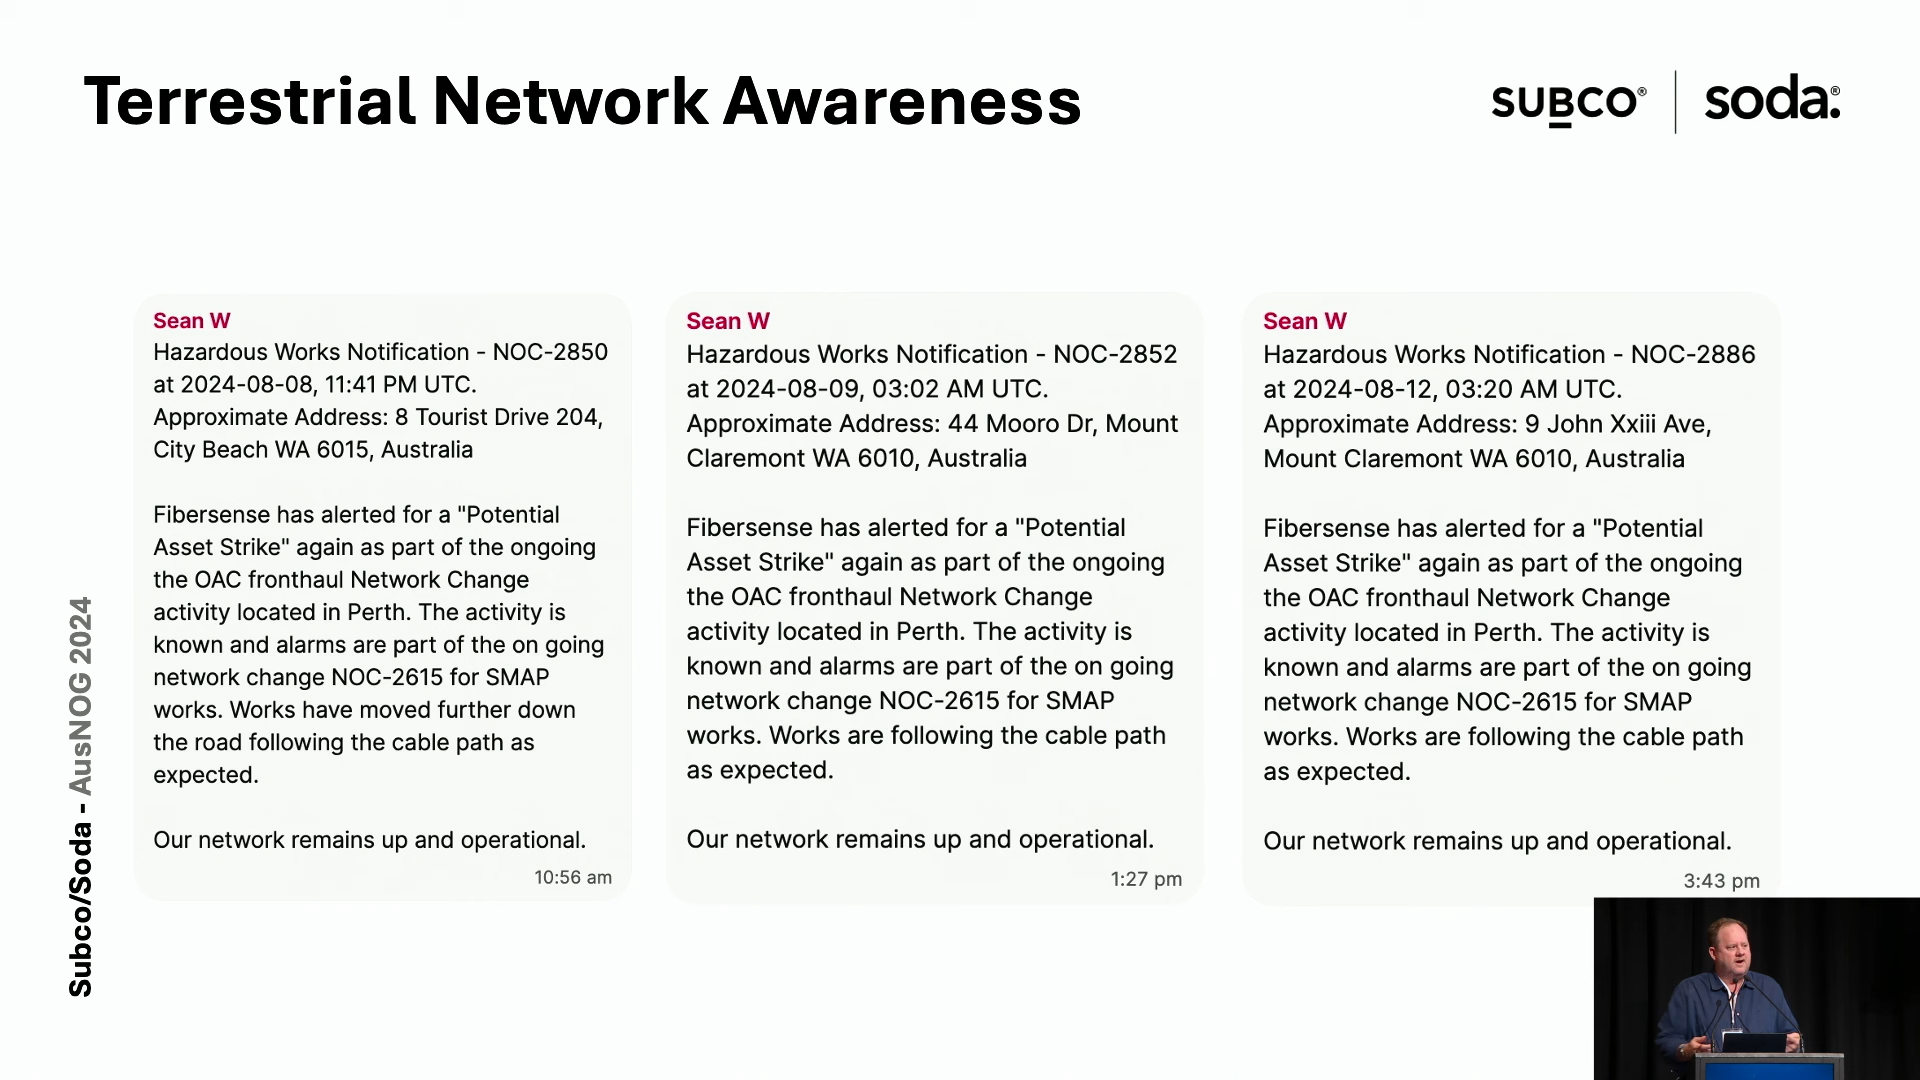 Terrestrial Network Awareness
SUBCO® | soda.®
Sean W
Hazardous Works Notification - NOC-2850
at 2024-08-08, 11:41 PM UTC.
Approximate Address: 8 Tourist Drive 204,
City Beach WA 6015, Australia
Fibersense has alerted for a "Potential
Asset Strike" again as part of the ongoing
the OAC fronthaul Network Change
activity located in Perth. The activity is
known and alarms are part of the on going
network change NOC-2615 for SMAP
works. Works have moved further down
the road following the cable path as
expected.
Our network remains up and operational.
10:56 am
Sean W
Hazardous Works Notification - NOC-2852
at 2024-08-09, 03:02 AM UTC.
Approximate Address: 44 Mooro Dr, Mount
Claremont WA 6010, Australia
Fibersense has alerted for a "Potential
Asset Strike" again as part of the ongoing
the OAC fronthaul Network Change
activity located in Perth. The activity is
known and alarms are part of the on going
network change NOC-2615 for SMAP
works. Works are following the cable path
as expected.
Our network remains up and operational.
1:27 pm
Sean W
Hazardous Works Notification - NOC-2886
at 2024-08-12, 03:20 AM UTC.
Approximate Address: 9 John Xxiii Ave,
Mount Claremont WA 6010, Australia
Fibersense has alerted for a "Potential
Asset Strike" again as part of the ongoing
the OAC fronthaul Network Change
activity located in Perth. The activity is
known and alarms are part of the on going
network change NOC-2615 for SMAP
works. Works are following the cable path
as expected.
Our network remains up and operational.
3:43 pm
Subco/Soda - AusNOG 2024